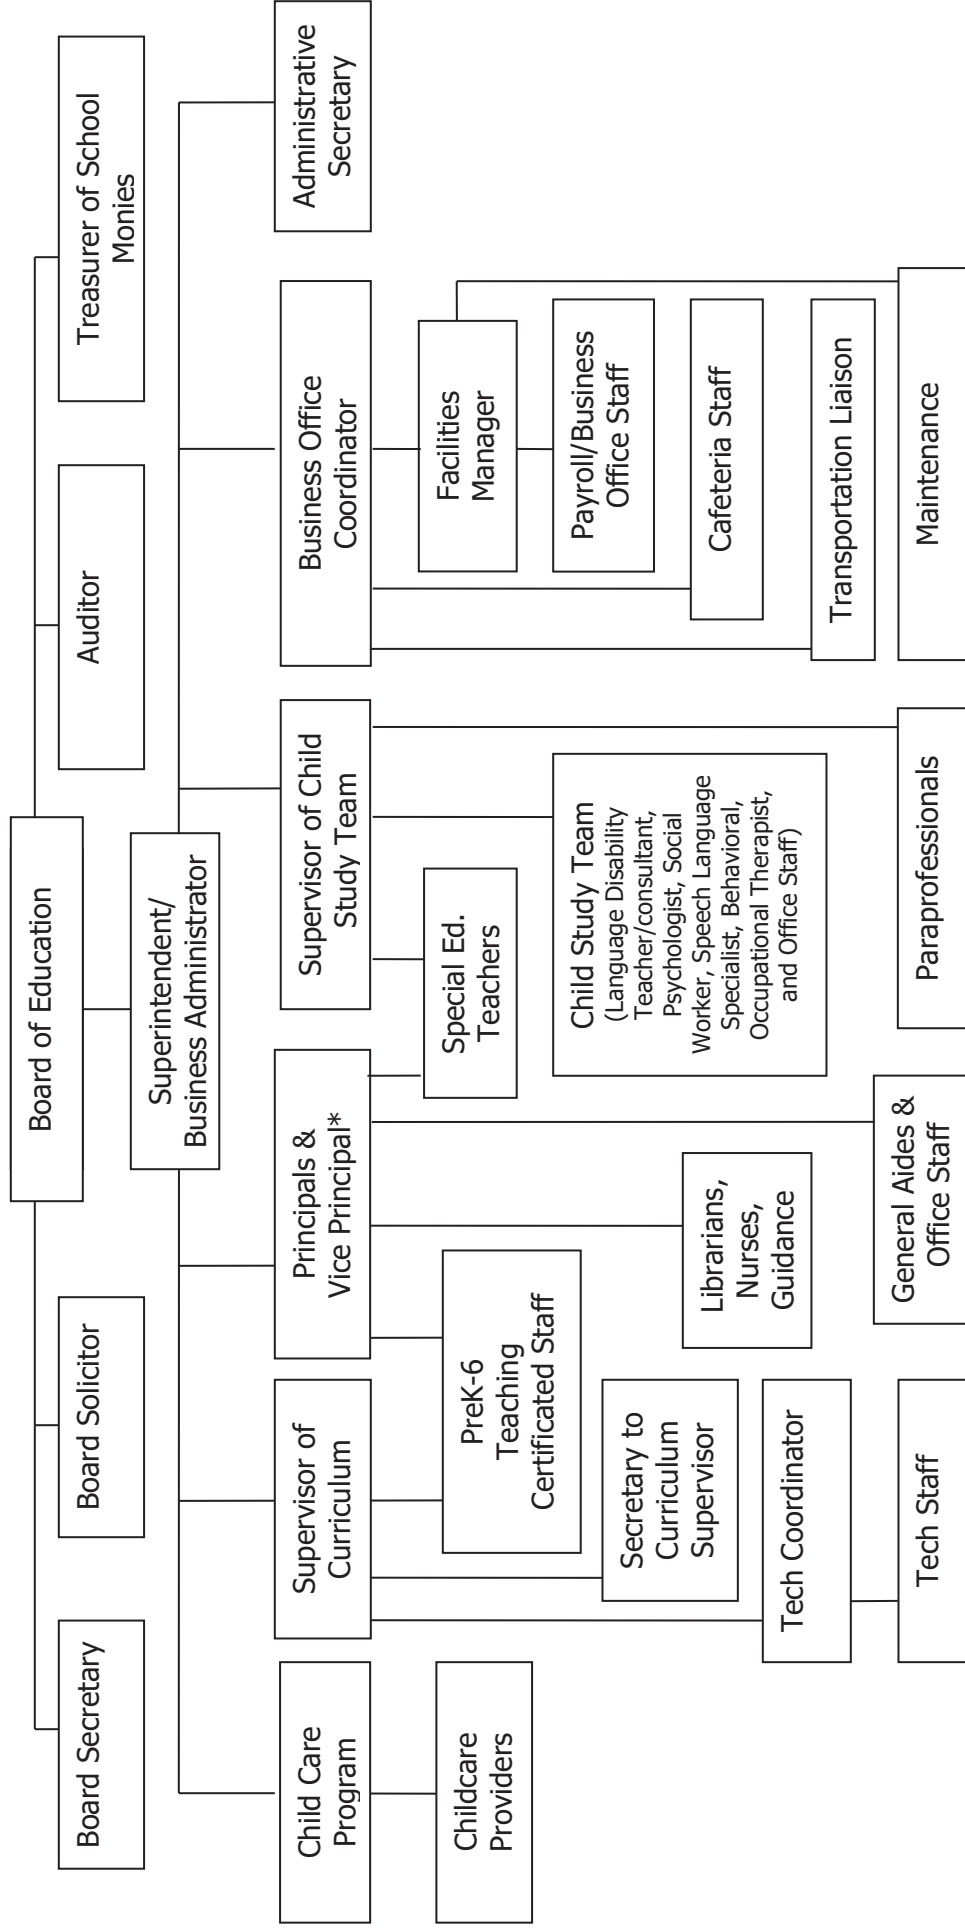 Board of Education
Board Secretary
Board Solicitor
Auditor
Treasurer of School
Monies
Superintendent/
Business Administrator
Child Care
Program
Supervisor of
Curriculum
Principals &
Vice Principal*
Supervisor of Child
Study Team
Business Office
Coordinator
Administrative
Secretary
Childcare
Providers
PreK-6
Teaching
Certificated Staff
Special Ed.
Teachers
Facilities
Manager
Secretary to
Curriculum
Supervisor
Librarians,
Nurses,
Guidance
Child Study Team
(Language Disability
Teacher/consultant,
Psychologist, Social
Worker, Speech Language
Specialist, Behavioral,
Occupational Therapist,
and Office Staff)
Payroll/Business
Office Staff
Cafeteria Staff
Tech Coordinator
Transportation Liaison
Tech Staff
General Aides &
Office Staff
Paraprofessionals
Maintenance